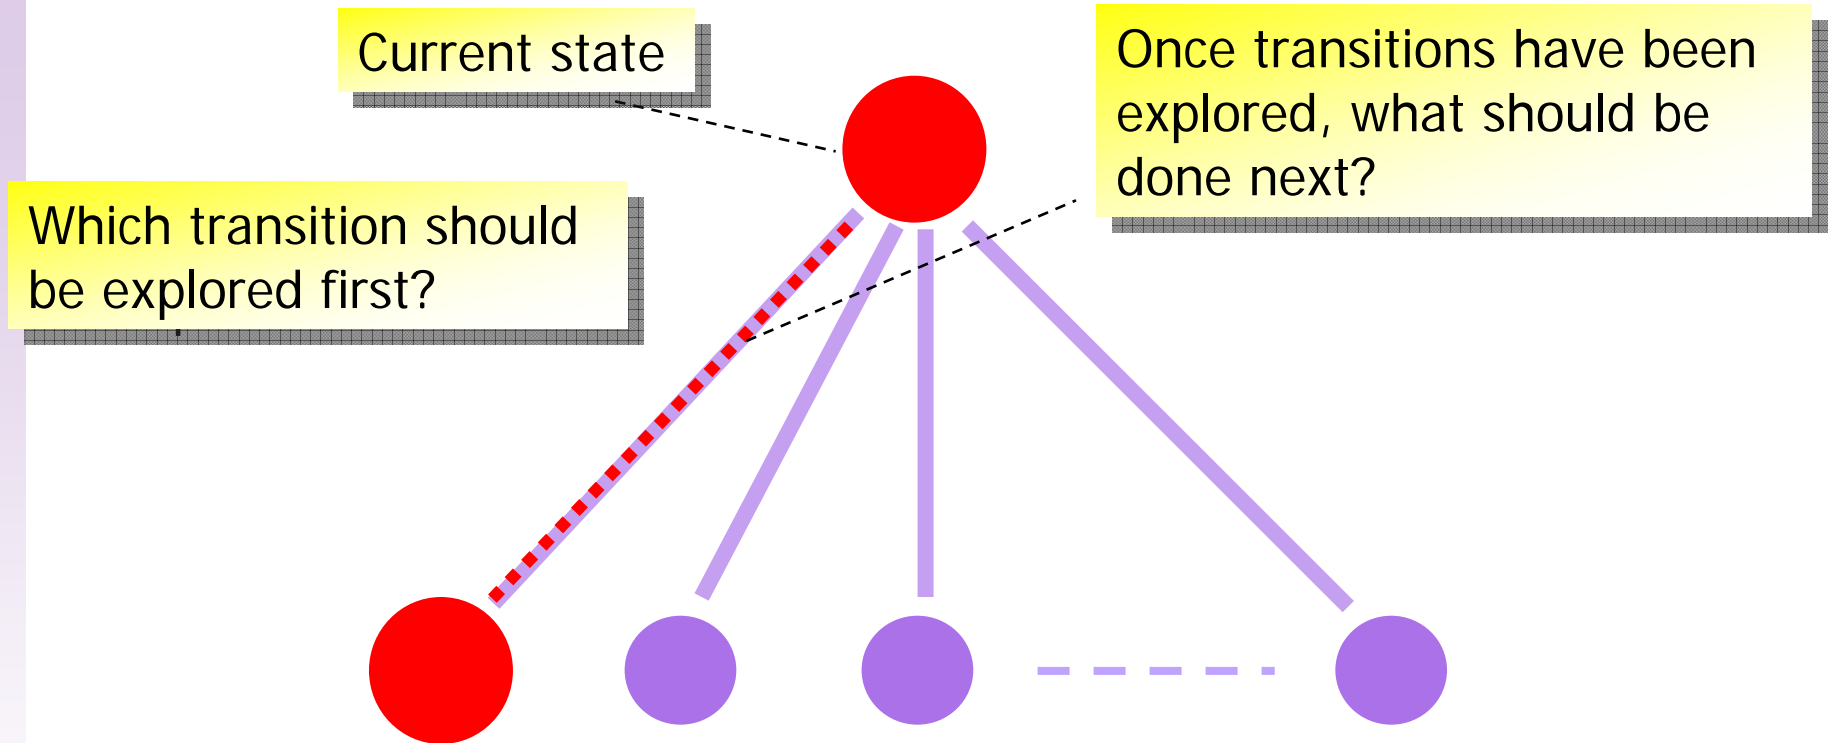 Current state
Once transitions have been
explored, what should be
done next?
Which transition should
be explored first?